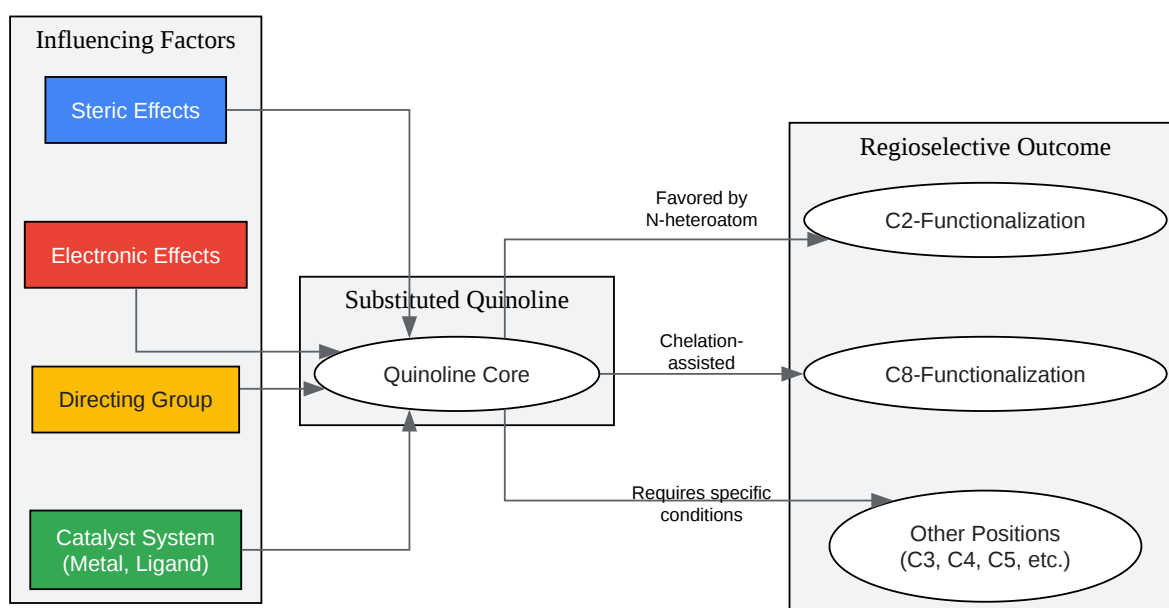 Influencing Factors
Steric Effects
Electronic Effects
Directing Group
Catalyst System
(Metal, Ligand)
Substituted Quinoline
Quinoline Core
Favored by
N-heteroatom
Chelation-
assisted
Requires specific
conditions
Regioselective Outcome
C2-Functionalization
C8-Functionalization
Other Positions
(C3, C4, C5, etc.)